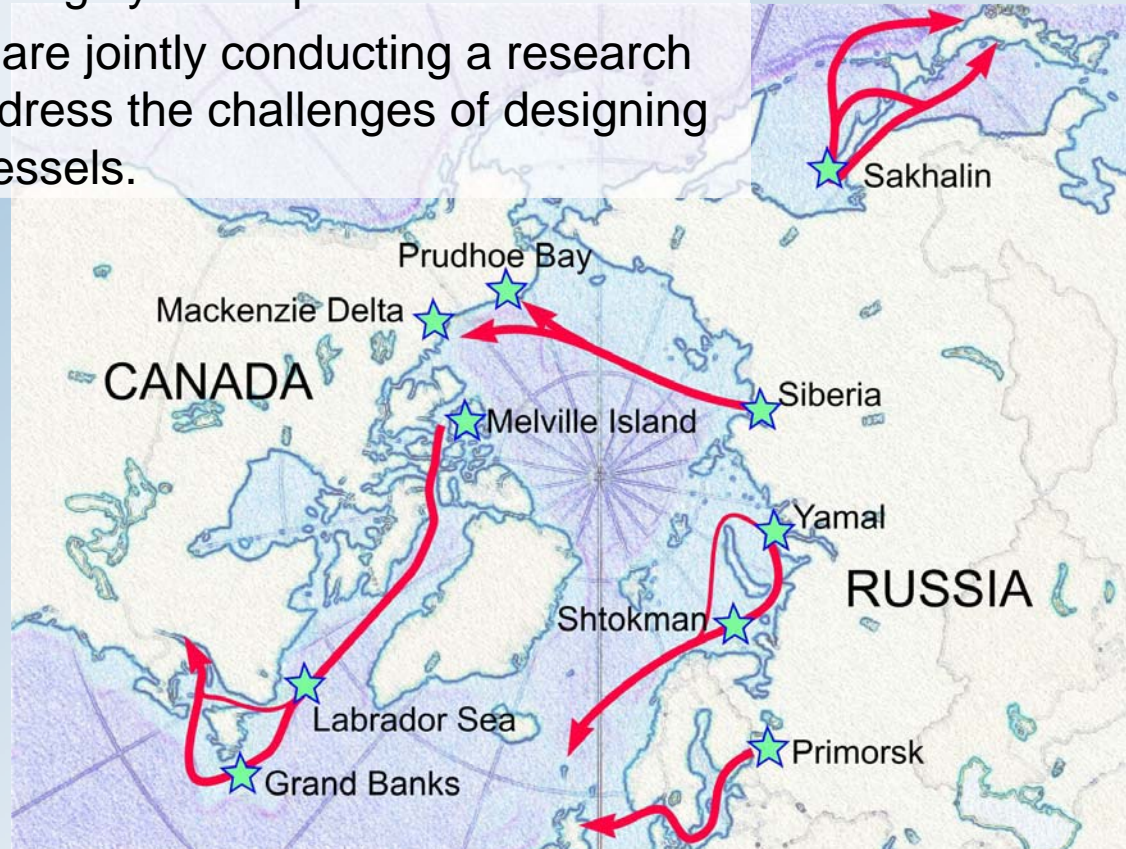 are jointly conducting a research
dress the challenges of designing
essels.
Sakhalin
Prudhoe Bay
Mackenzie Delta
CANADA
Siberia
Melville Island
Yamal
RUSSIA
Shtokman
Labrador Sea
Primorsk
Grand Banks